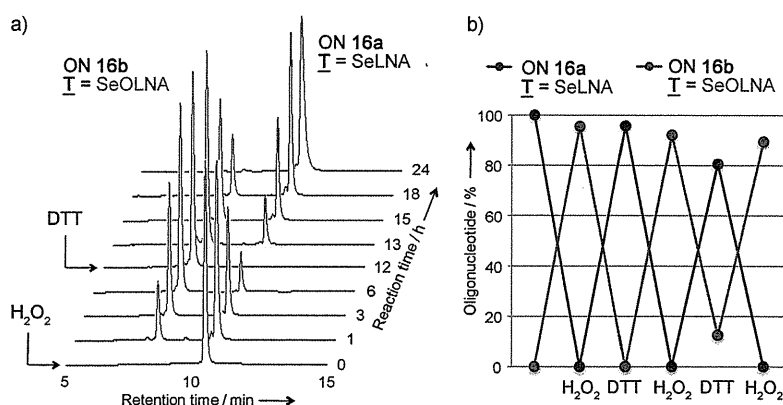 a)
ON 16b
T = SeOLNA
ON 16a
T = SeLNA
DTT
H2O2
24
18
15
13
12
6
3
1
0
Reaction time / h
5
10
15
Retention time / min
b)
ON 16a
T = SeLNA
ON 16b
T = SeOLNA
Oligonucleotide / %
100
80
60
40
20
0
H2O2 DTT H2O2 DTT H2O2